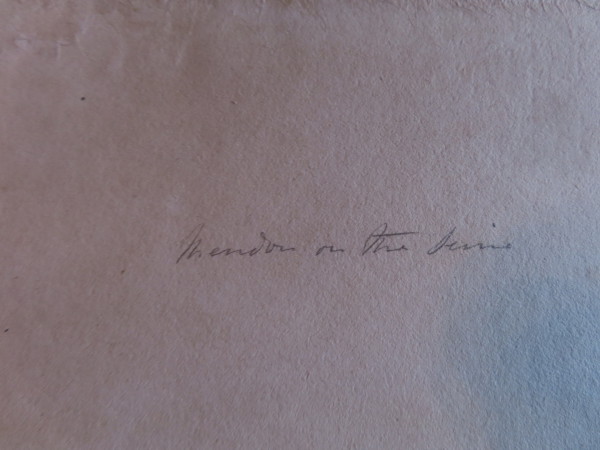 Meudon on the Seine